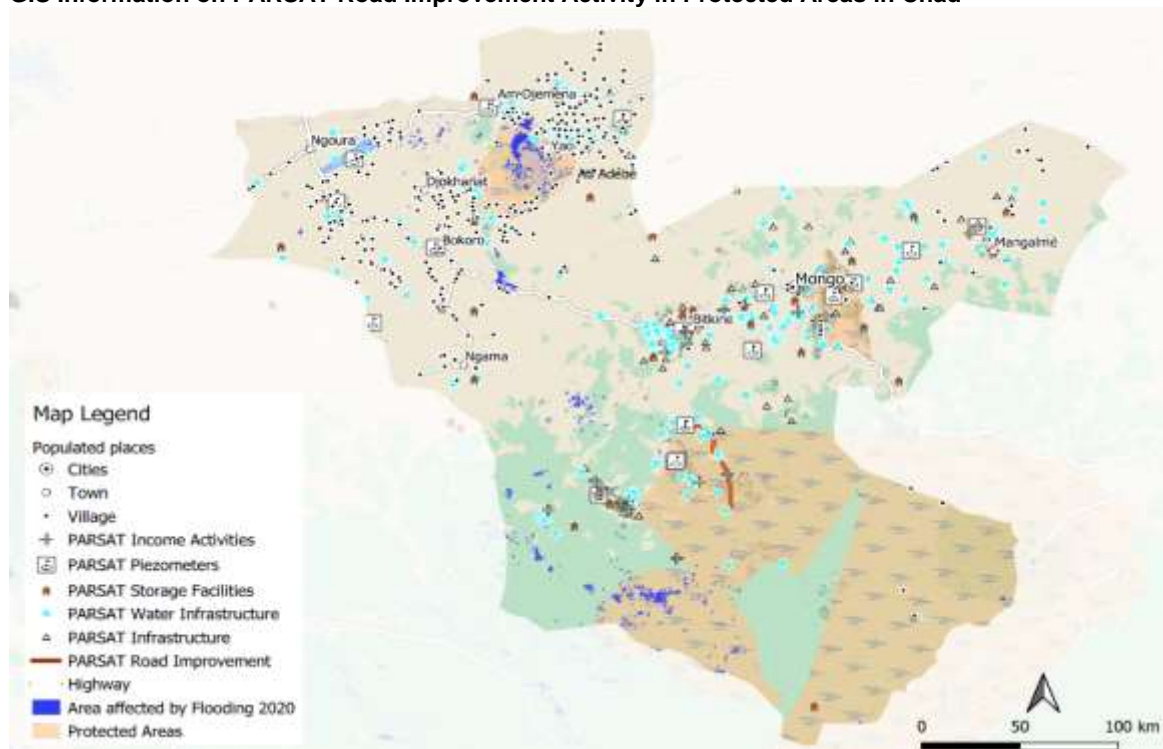 GIS Information on PARSAT Road Improvement Activity in Protected Areas in Chad
Am-Djemena
Ngoura
Yao
Djokhanat
Bokoro
Mangalmé
Mongo
Bitkine
Ngama
Map Legend
Populated places
Cities
Town
Village
PARSAT Income Activities
PARSAT Piezometers
PARSAT Storage Facilities
PARSAT Water Infrastructure
PARSAT Infrastructure
PARSAT Road Improvement
Highway
Area affected by Flooding 2020
Protected Areas
0 50 100 km